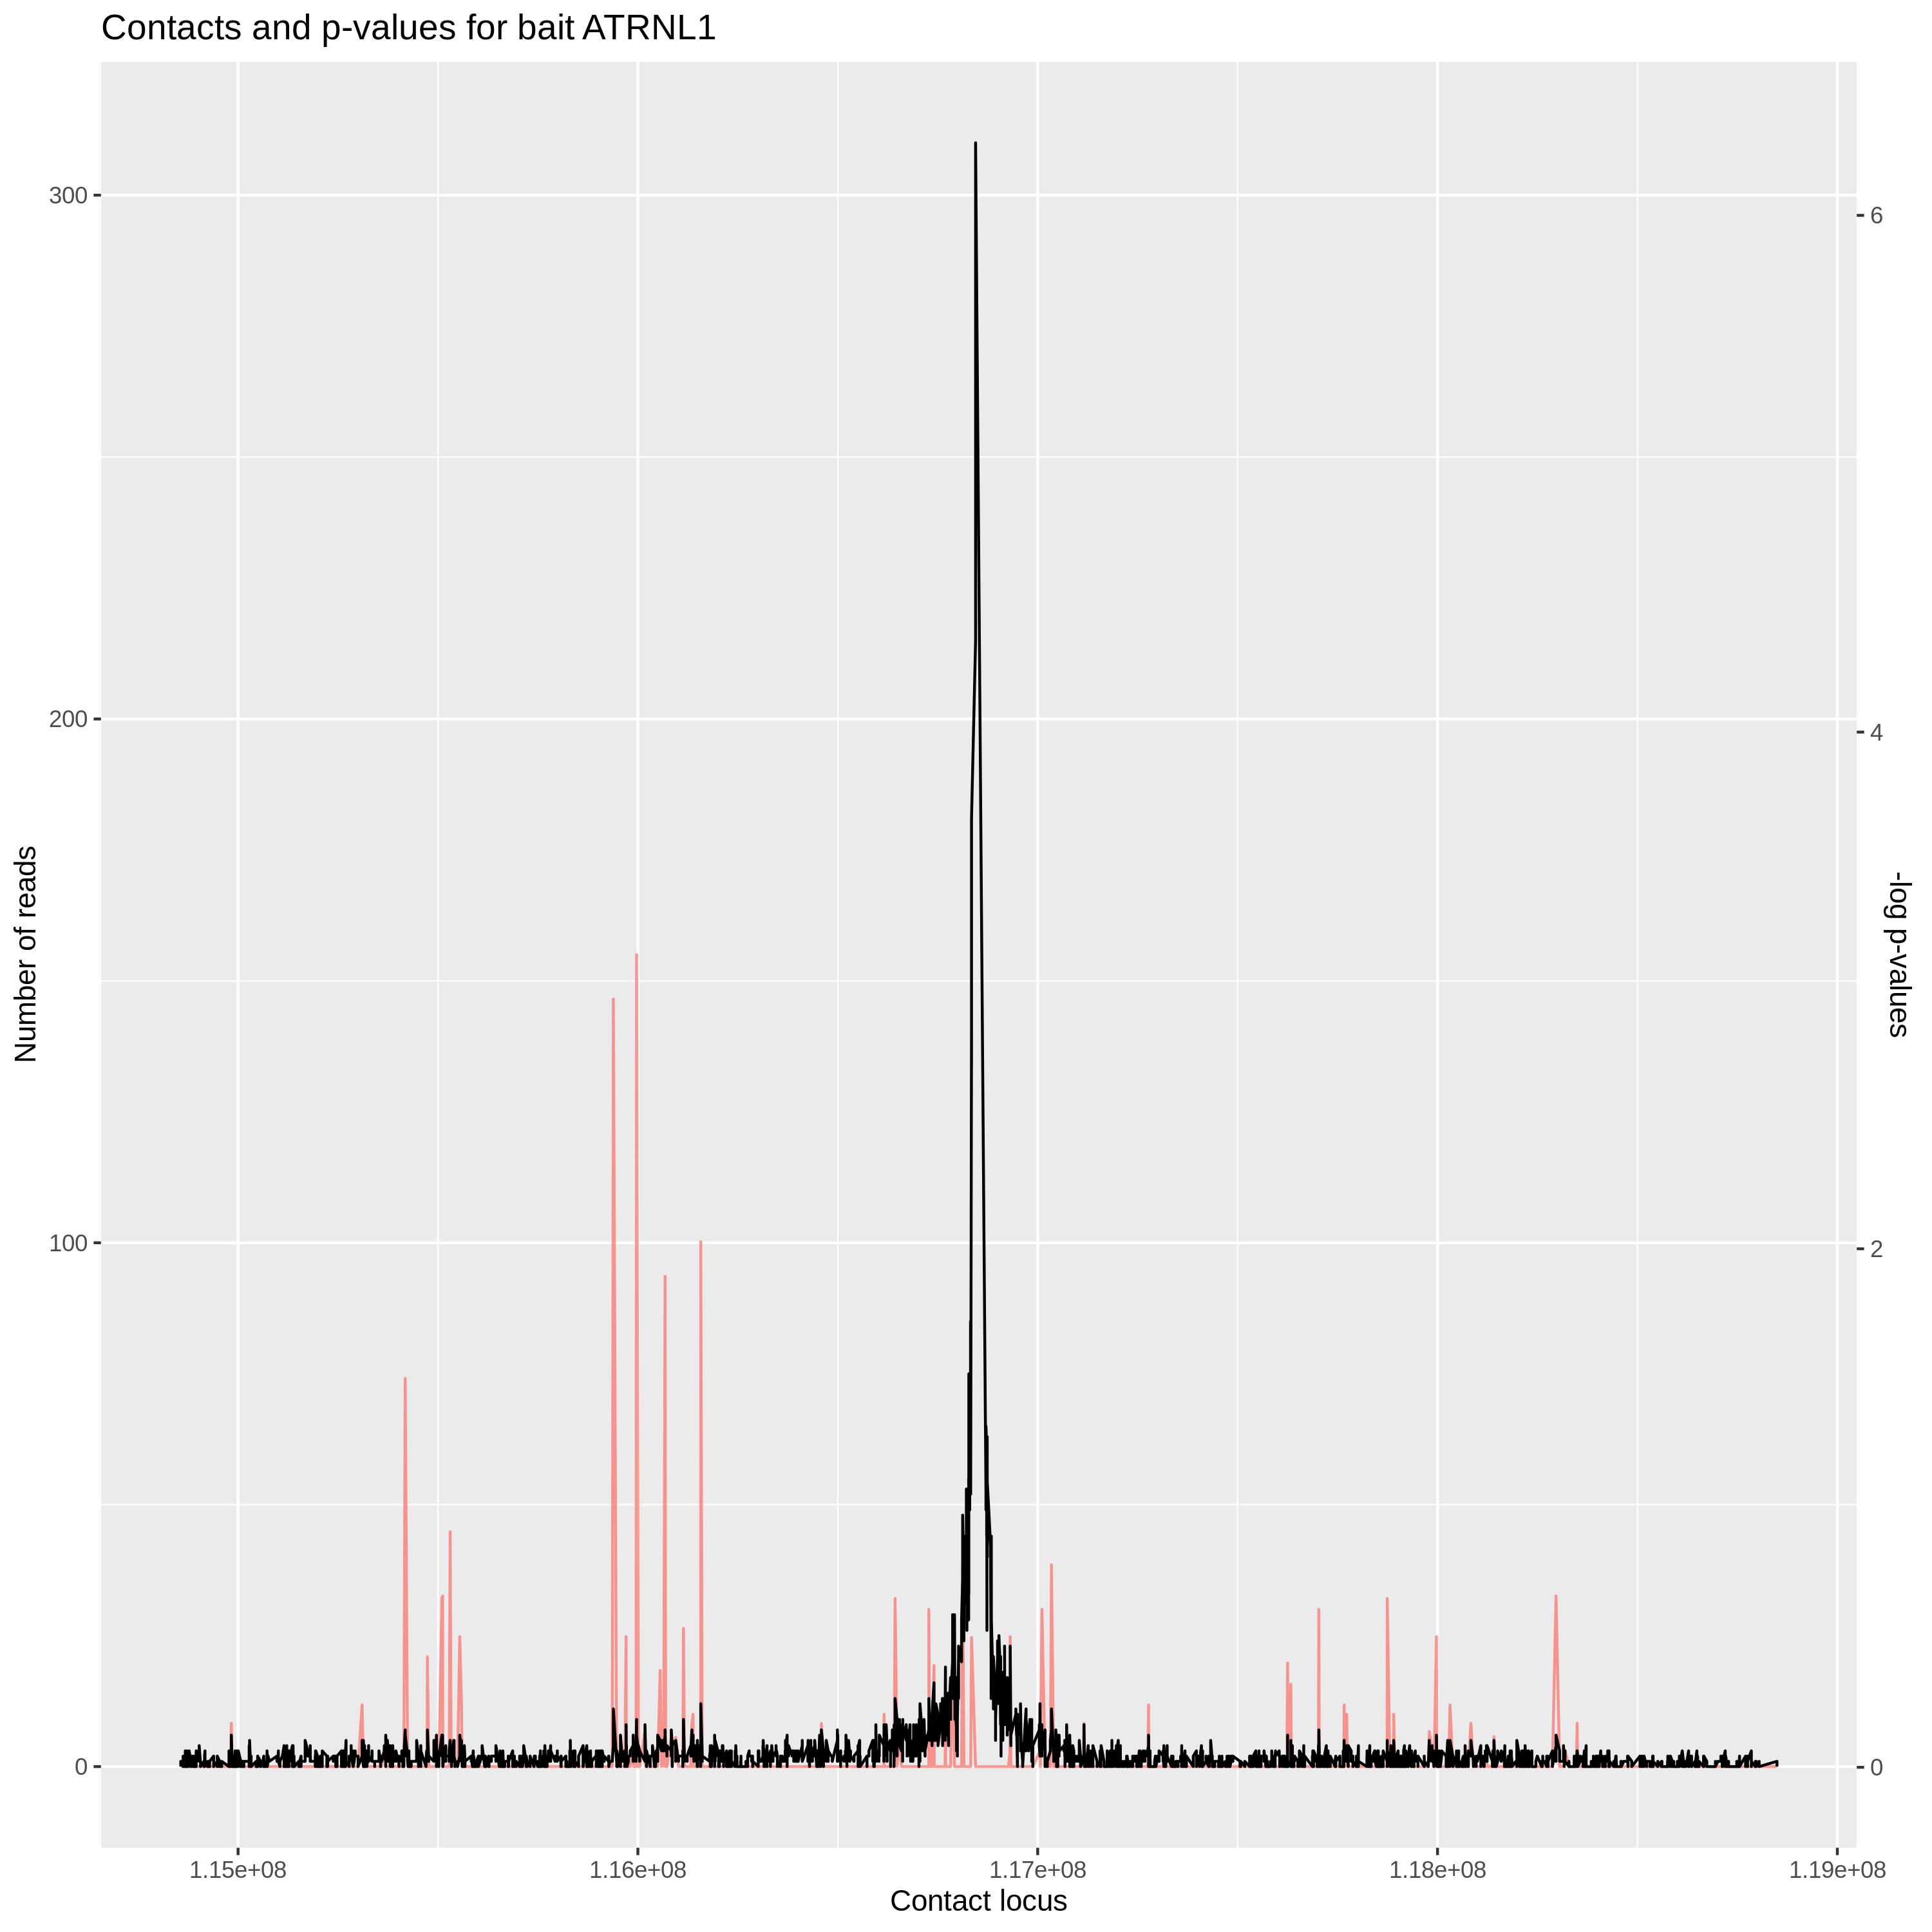 Contacts and p-values for bait ATRNL1
300
200
100
0
6
4
2
0
Number of reads
-log p-values
1.15e+08 1.16e+08 1.17e+08 1.18e+08 1.19e+08
Contact locus